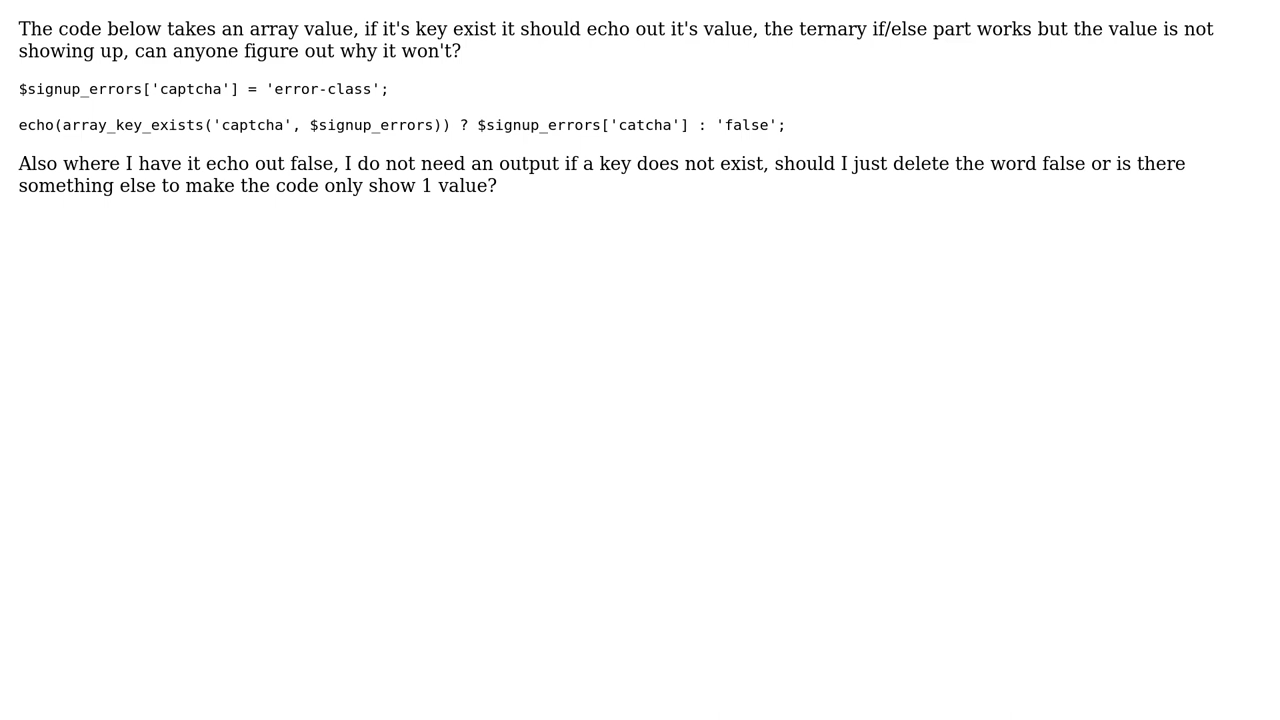 The code below takes an array value, if it's key exist it should echo out it's value, the ternary if/else part works but the value is not
showing up, can anyone figure out why it won't?
$signup_errors['captcha'] = 'error-class';
echo(array_key_exists('captcha', $signup_errors)) ? $signup_errors['catcha'] : 'false';
Also where I have it echo out false, I do not need an output if a key does not exist, should I just delete the word false or is there
something else to make the code only show 1 value?